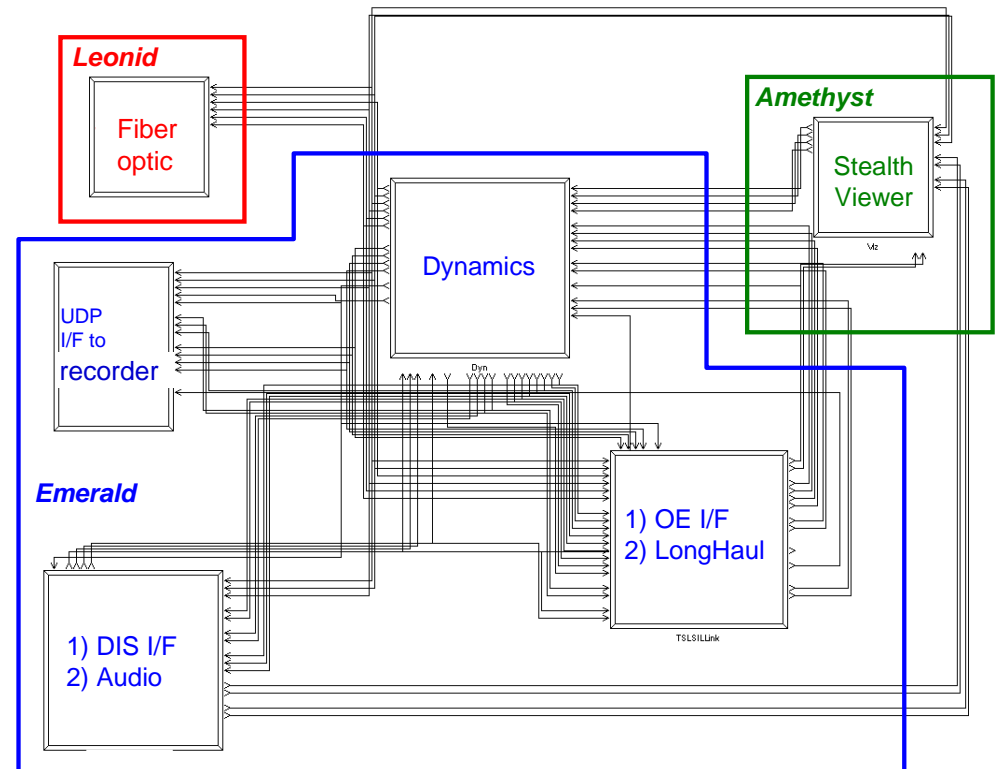 Leonid
Fiber
optic
Amethyst
Stealth
Viewer
Viz
Dynamics
Dyn
UDP
I/F to
recorder
Emerald
1) OE I/F
2) LongHaul
TSLSILLink
1) DIS I/F
2) Audio